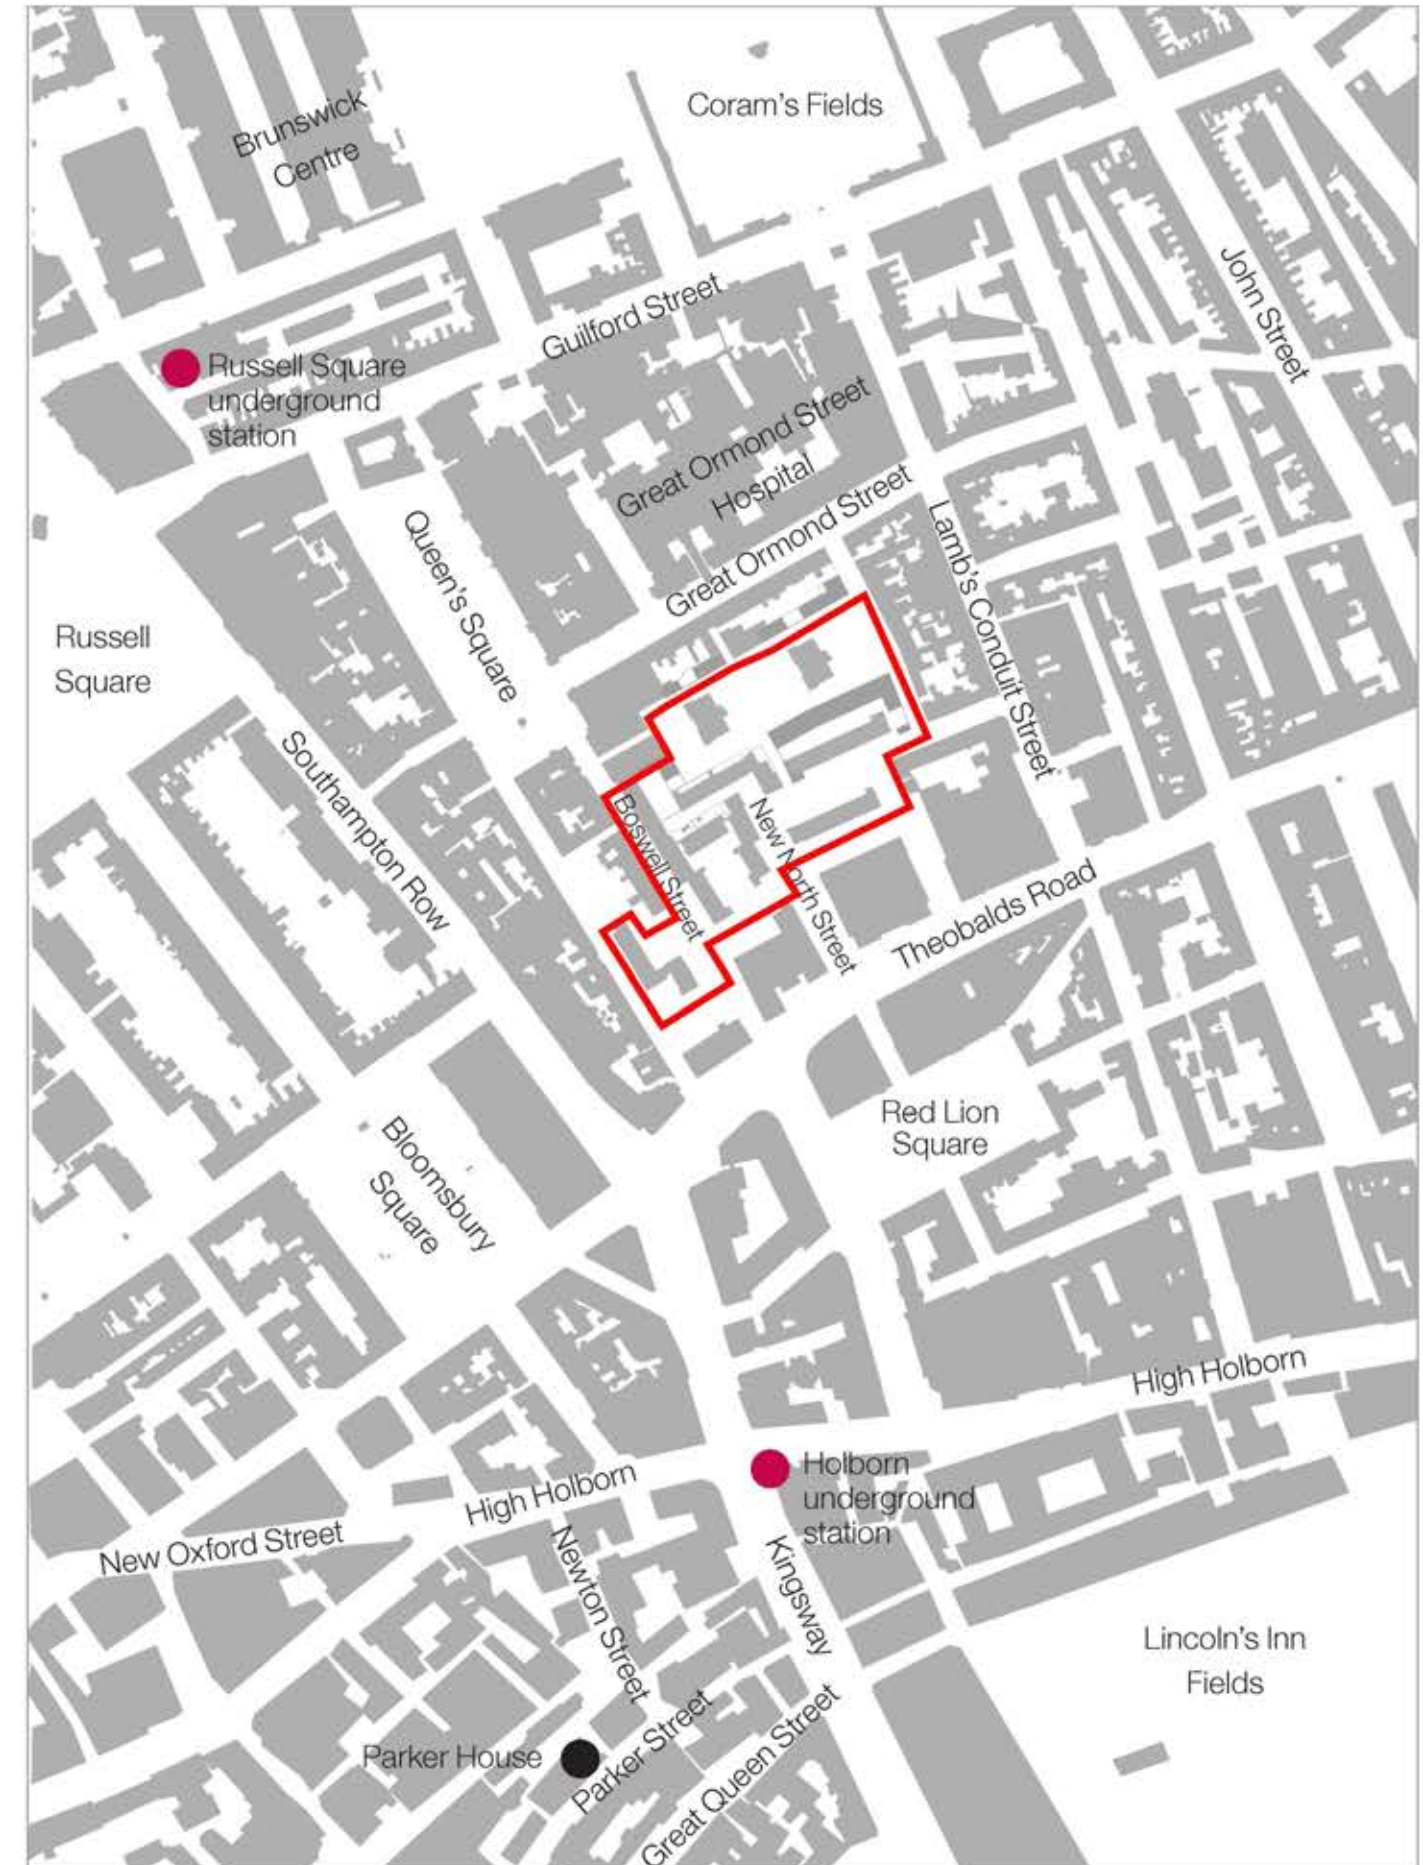 Coram's Fields
Brunswick
Centre
John Street
Guilford Street
Russell Square
underground
station
Great Ormond Street
Hospital
Great Ormond Street
Lamb's Conduit Street
Queen's Square
Russell
Square
Southampton Row
Boswell Street
New North Street
Theobalds Road
Red Lion
Square
Bloomsbury
Square
High Holborn
Holborn
underground
station
High Holborn
New Oxford Street
Newton Street
Kingsway
Lincoln's Inn
Fields
Parker House
Parker Street
Great Queen Street